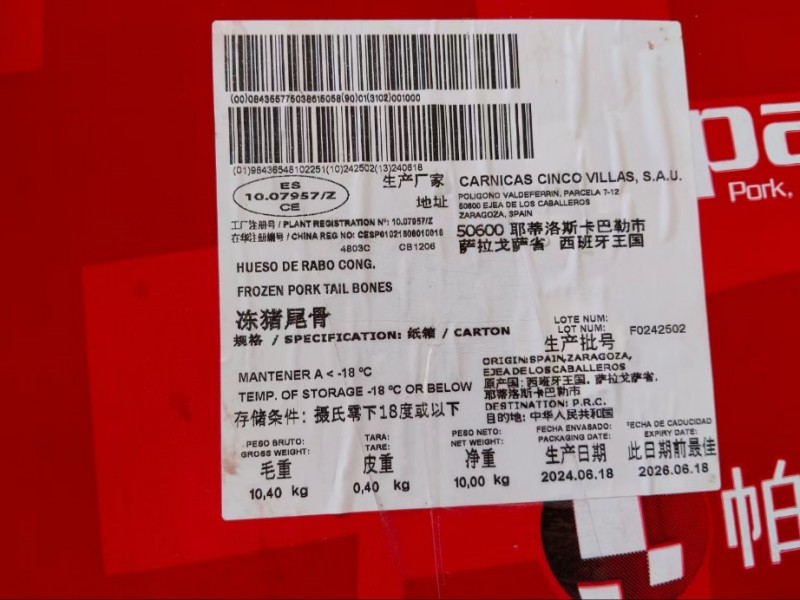 (00)084355775038615058(90)01(3102)001000
(01)98436546102251(10)242502(13)240618
ES
10.07957/Z
CE
生产厂家
地址
CARNICAS CINCO VILLAS, S.A.U.
POLIGONO VALDEFERRIN, PARCELA 7-12
50600 EJEA DE LOS CABALLEROS
ZARAGOZA, SPAIN
50600 耶蒂洛斯卡巴勒市
萨拉戈萨省 西班牙王国
工厂注册号 / PLANT REGISTRATION Nº: 10.07957/Z
在华注册编号 / CHINA REG NO: CESP01021506010016
4803C CB1206
HUESO DE RABO CONG.
FROZEN PORK TAIL BONES
冻猪尾骨
规格 / SPECIFICATION: 纸箱 / CARTON
LOTE NUM:
LOT NUM:
生产批号
F0242502
ORIGIN:SPAIN,ZARAGOZA,
EJEA DE LOS CABALLEROS
原产国: 西班牙王国, 萨拉戈萨省,
耶蒂洛斯卡巴勒市
DESTINATION: P.R.C.
目的地: 中华人民共和国
MANTENER A < -18 ºC
TEMP. OF STORAGE -18 ºC OR BELOW
存储条件: 摄氏零下18度或以下
PESO BRUTO:
GROSS WEIGHT:
毛重
10,40 kg
TARA:
TARE:
皮重
0,40 kg
PESO NETO:
NET WEIGHT:
净重
10,00 kg
FECHA ENVASADO:
PACKAGING DATE:
生产日期
2024.06.18
FECHA DE CADUCIDAD
EXPIRY DATE:
此日期前最佳
2026.06.18
pa
Pork,
帕